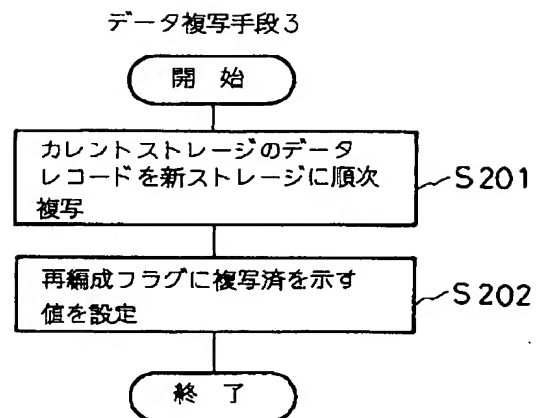 データ複写手段3
開 始
カレントストレージのデータ
レコードを新ストレージに順次
複写
S201
再編成フラグに複写済を示す
値を設定
S202
終 了